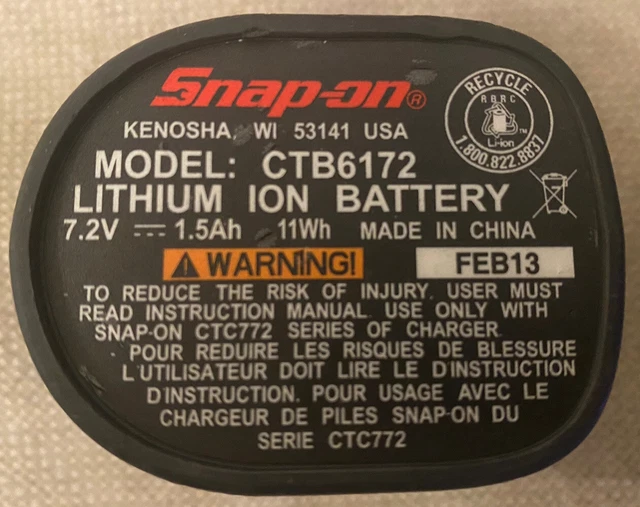 Snap-on®
KENOSHA, WI 53141 USA
RECYCLE
RBRC
™
Li-ion
1.800.822.8837
MODEL: CTB6172
LITHIUM ION BATTERY
7.2V ⎓ 1.5Ah 11Wh MADE IN CHINA
⚠WARNING! FEB13
TO REDUCE THE RISK OF INJURY. USER MUST
READ INSTRUCTION MANUAL. USE ONLY WITH
SNAP-ON CTC772 SERIES OF CHARGER.
POUR REDUIRE LES RISQUES DE BLESSURE
L'UTILISATEUR DOIT LIRE LE D'INSTRUCTION
D'INSTRUCTION. POUR USAGE AVEC LE
CHARGEUR DE PILES SNAP-ON DU
SERIE CTC772